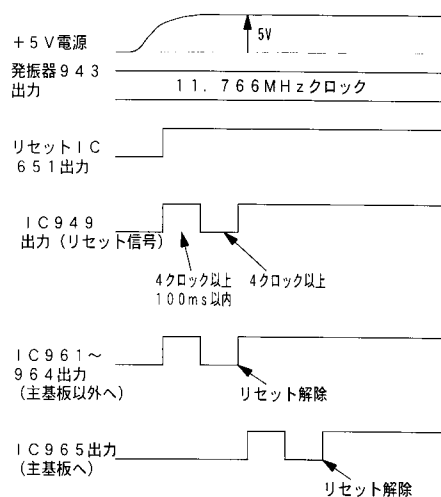 +5V電源
5V
発振器943
出力
11.766MHzクロック
リセットIC
651出力
IC949
出力(リセット信号)
4クロック以上
100ms以内
4クロック以上
IC961~
964出力
(主基板以外へ)
リセット解除
IC965出力
(主基板へ)
リセット解除